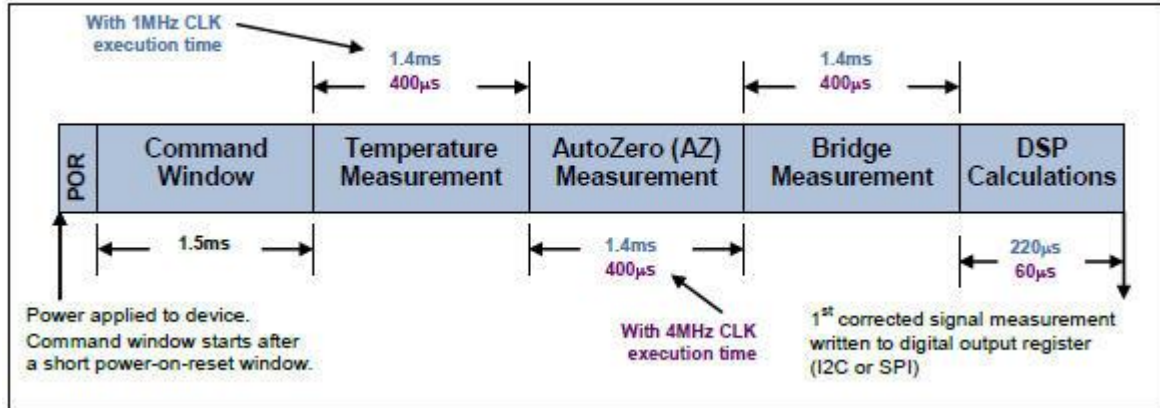 With 1MHz CLK
execution time
1.4ms
400µs
1.4ms
400µs
POR
Command
Window
Temperature
Measurement
AutoZero (AZ)
Measurement
Bridge
Measurement
DSP
Calculations
1.5ms
1.4ms
400µs
220µs
60µs
Power applied to device.
Command window starts after
a short power-on-reset window.
With 4MHz CLK
execution time
1st corrected signal measurement
written to digital output register
(I2C or SPI)